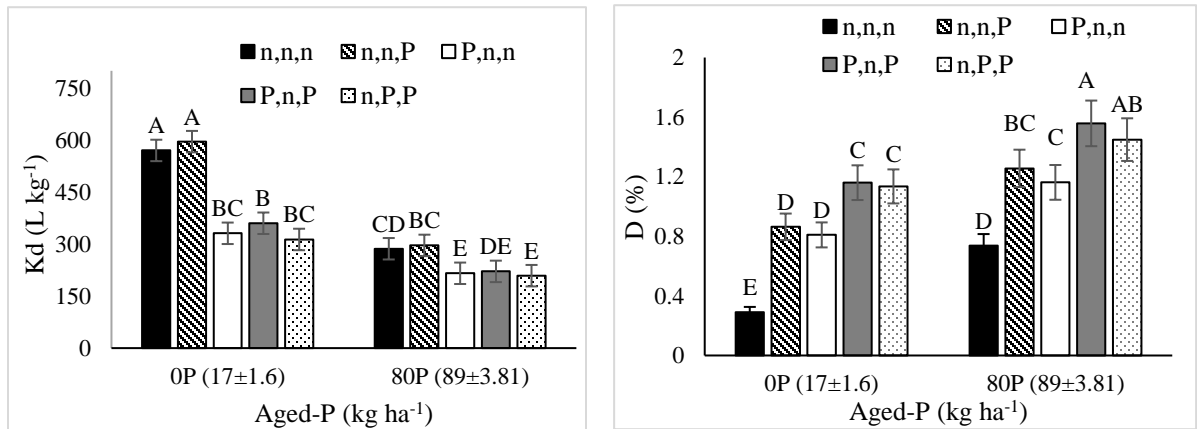 n,n,n n,n,P P,n,n
P,n,P n,P,P
Kd (L kg-1)
750
600
450
300
150
0
A
A
BC
B
BC
CD
BC
E
DE
E
0P (17±1.6)
80P (89±3.81)
Aged-P (kg ha-1)
n,n,n n,n,P P,n,n
P,n,P n,P,P
D (%)
2
1.6
1.2
0.8
0.4
0
E
D
D
C
C
D
BC
C
A
AB
0P (17±1.6)
80P (89±3.81)
Aged-P (kg ha-1)